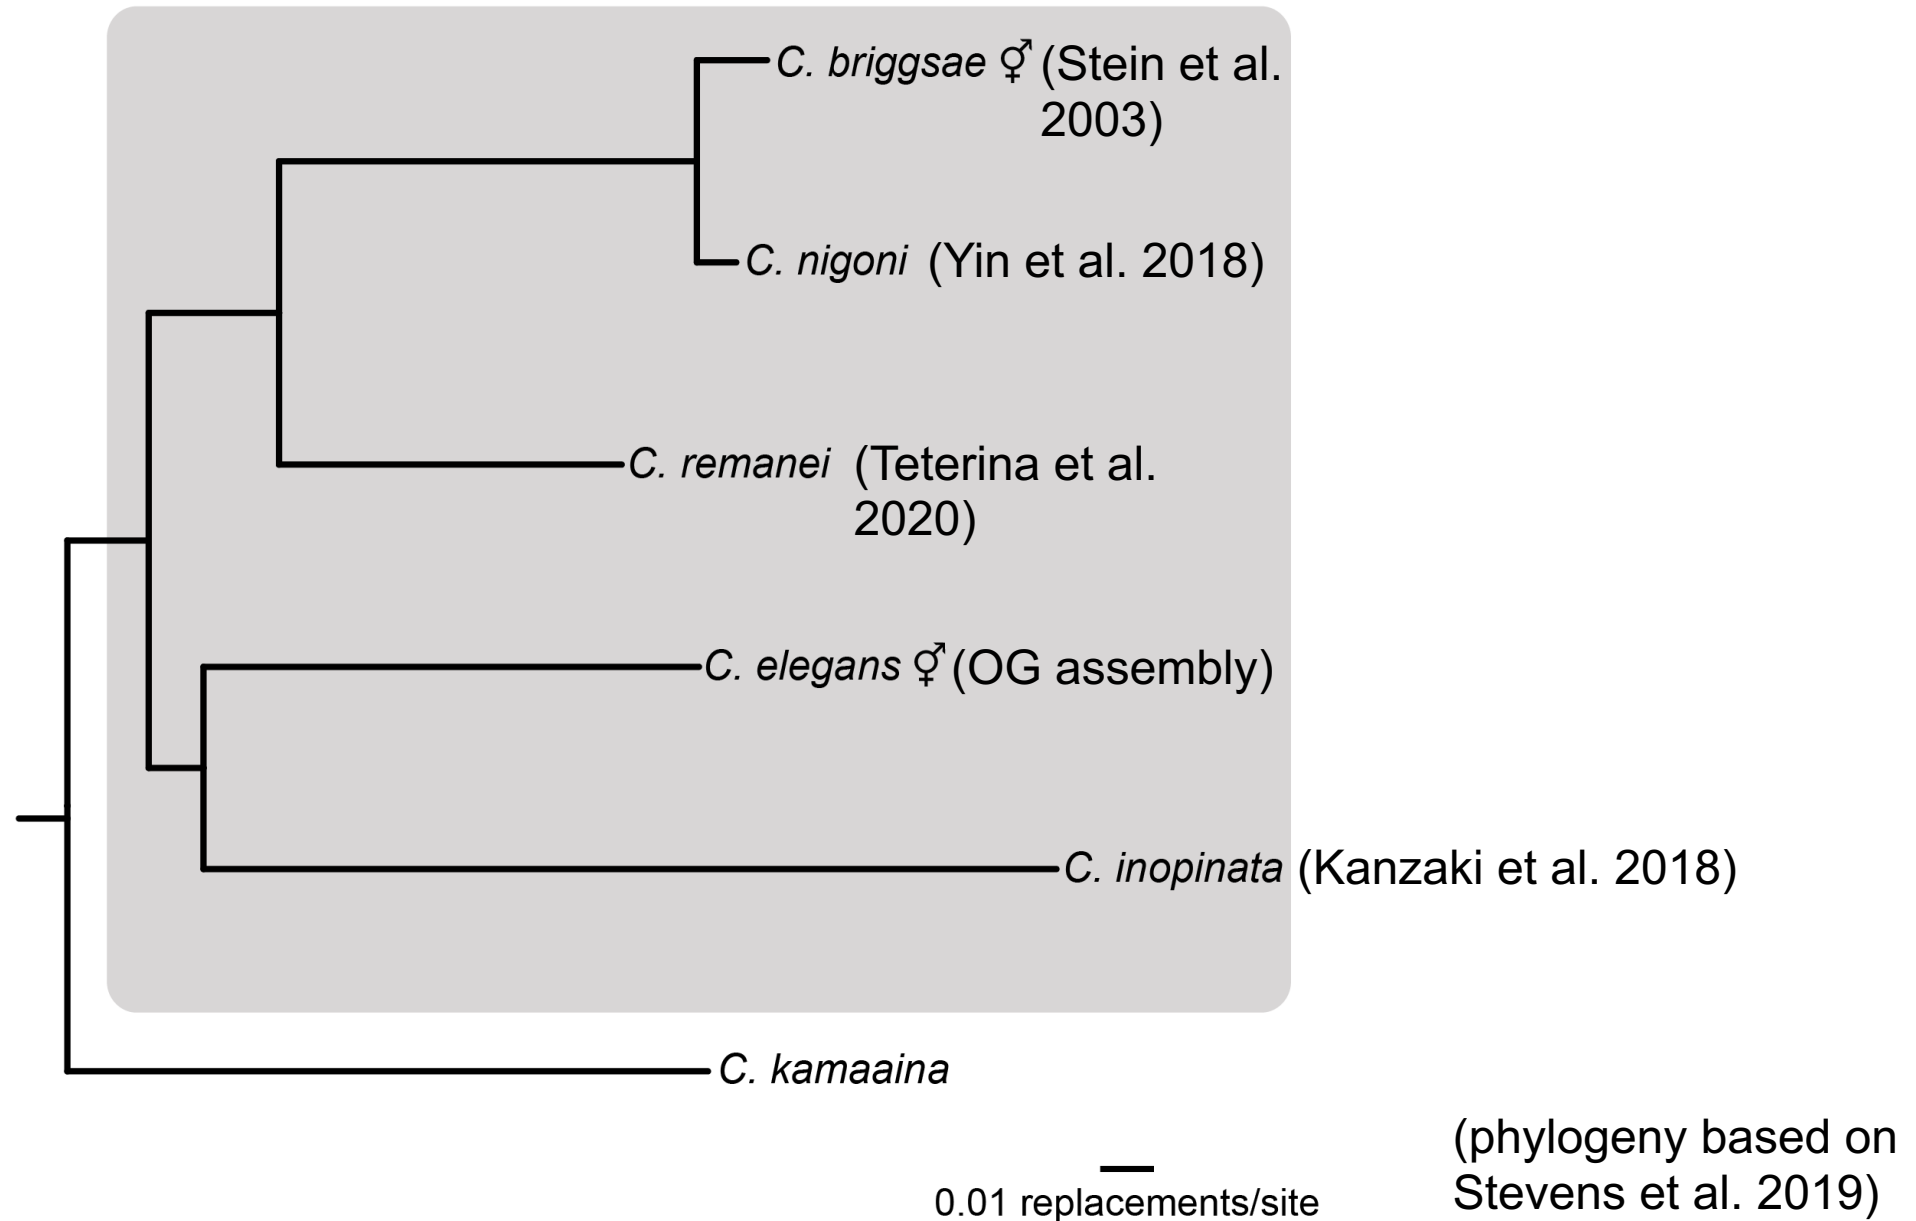 C. briggsae ⚥ (Stein et al.
2003)
C. nigoni (Yin et al. 2018)
C. remanei (Teterina et al.
2020)
C. elegans ⚥ (OG assembly)
C. inopinata (Kanzaki et al. 2018)
C. kamaaina
0.01 replacements/site
(phylogeny based on
Stevens et al. 2019)